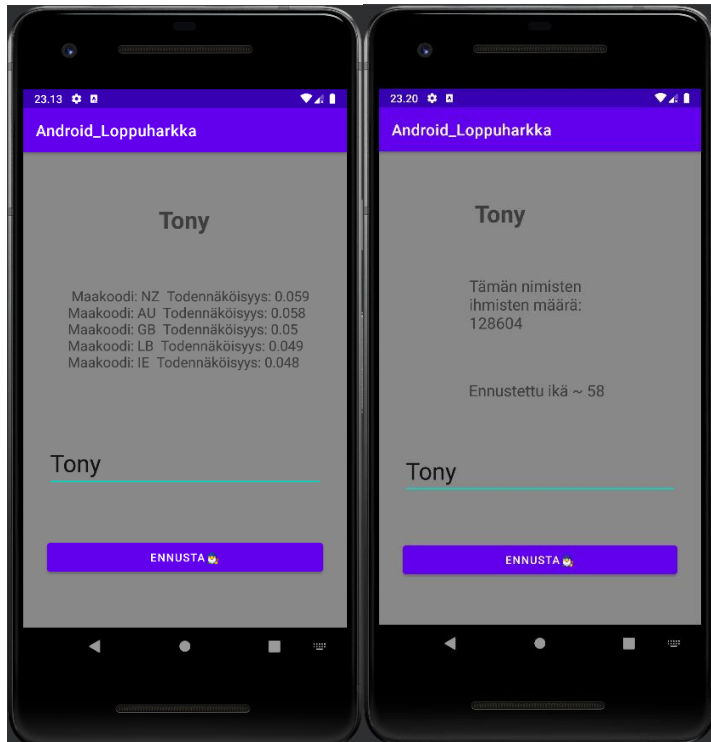 23.13
Android_Loppuharkka
Tony
Maakoodi: NZ Todennäköisyys: 0.059
Maakoodi: AU Todennäköisyys: 0.058
Maakoodi: GB Todennäköisyys: 0.05
Maakoodi: LB Todennäköisyys: 0.049
Maakoodi: IE Todennäköisyys: 0.048
Tony
ENNUSTA🧙‍♂️
23.20
Android_Loppuharkka
Tony
Tämän nimisten
ihmisten määrä:
128604
Ennustettu ikä ~ 58
Tony
ENNUSTA🧙‍♂️